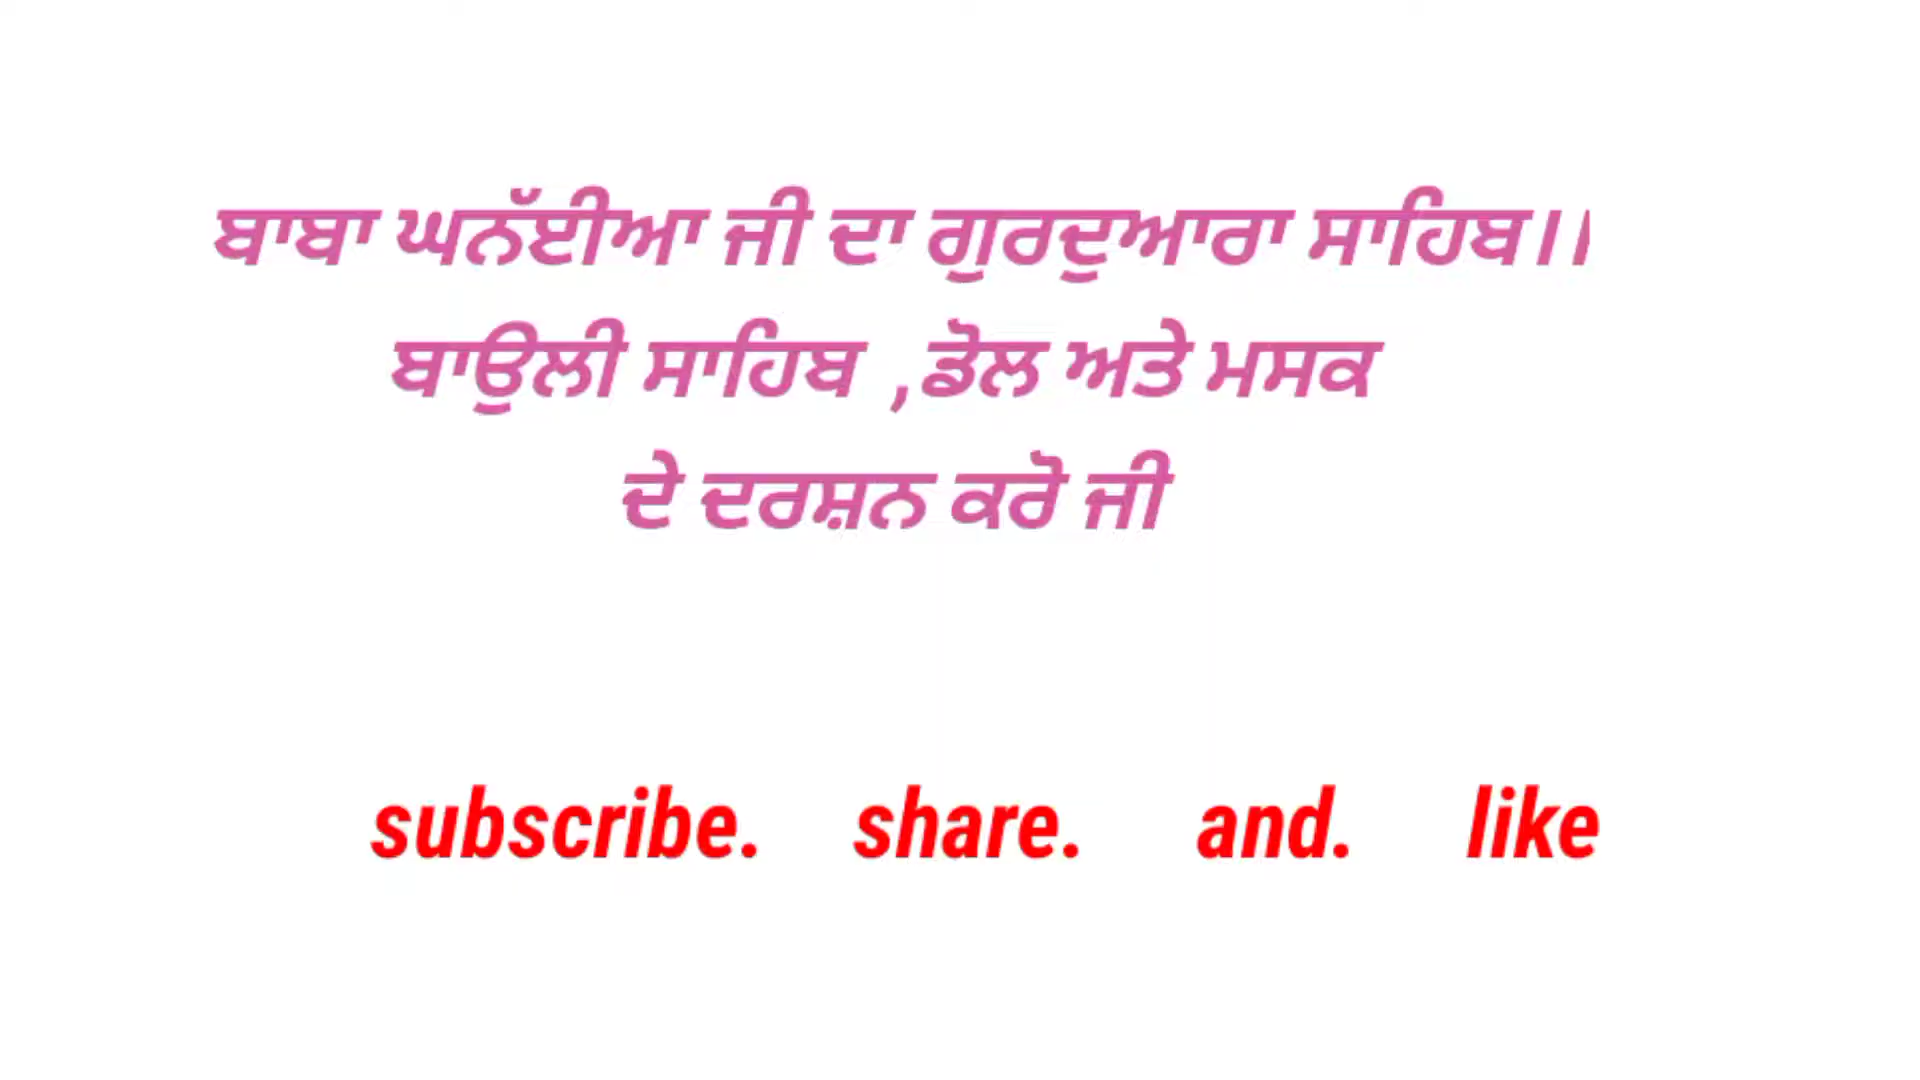 ਬਾਬਾ ਘਨੱਈਆ ਜੀ ਦਾ ਗੁਰਦੁਆਰਾ ਸਾਹਿਬ।।
ਬਾਉਲੀ ਸਾਹਿਬ ,ਡੋਲ ਅਤੇ ਮਸਕ
ਦੇ ਦਰਸ਼ਨ ਕਰੋ ਜੀ
subscribe. share. and. like